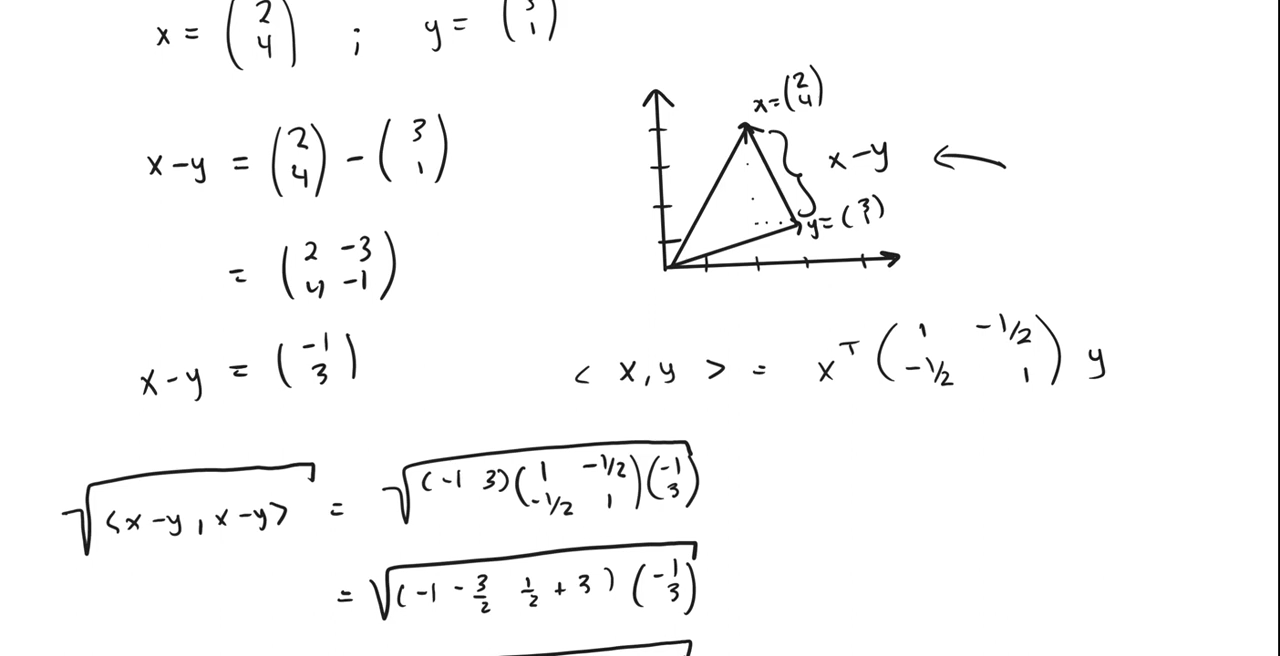 x = (2 4) ; y = (3 1)
x - y = (2 4) - (3 1)
= (2 -3 4 -1)
x - y = (-1 3)
x = (2 4)
x - y ←
y = (3 1)
< x, y > = x^T (1 -1/2 -1/2 1) y
√<x - y, x - y> = √(-1 3)(1 -1/2 -1/2 1)(-1 3)
= √(-1 - 3/2 1/2 + 3)(-1 3)